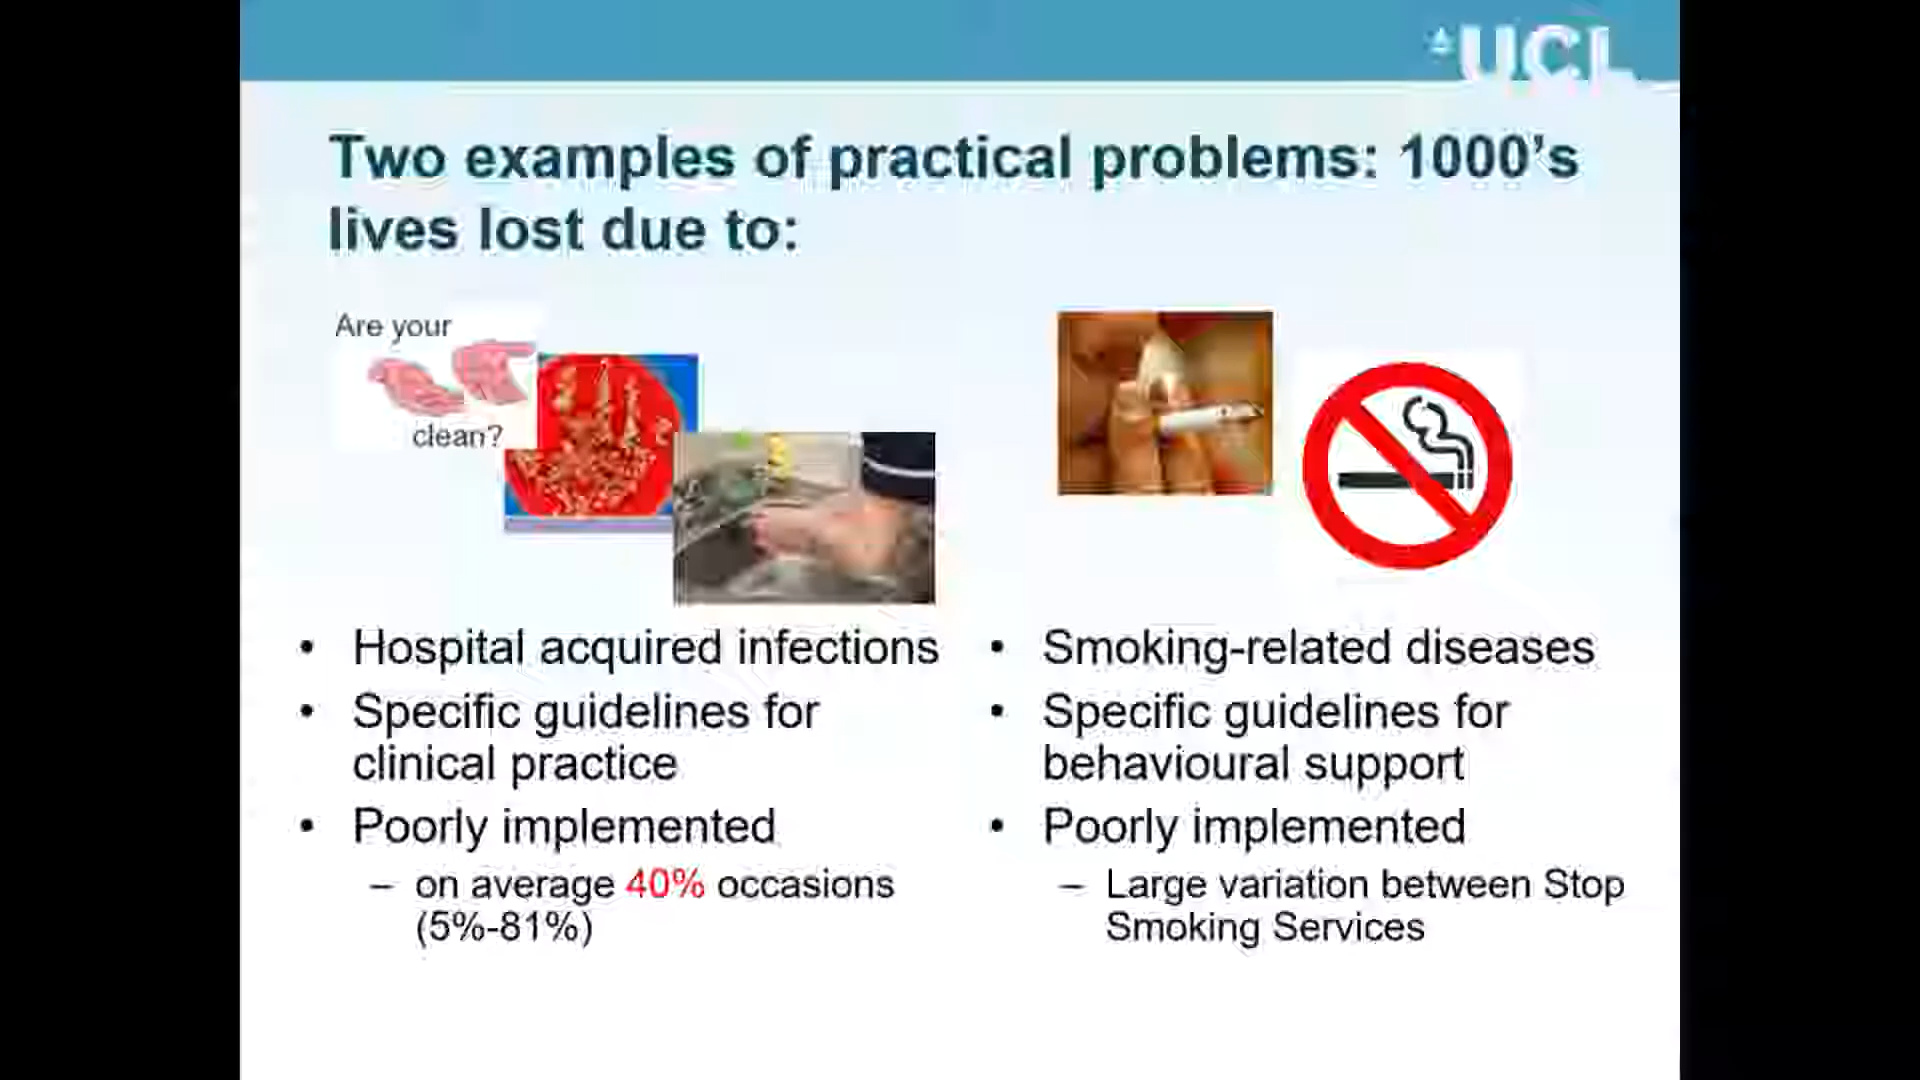 UCL
Two examples of practical problems: 1000's
lives lost due to:
Are your
clean?
• Hospital acquired infections
• Specific guidelines for
clinical practice
• Poorly implemented
– on average 40% occasions
(5%-81%)
• Smoking-related diseases
• Specific guidelines for
behavioural support
• Poorly implemented
– Large variation between Stop
Smoking Services